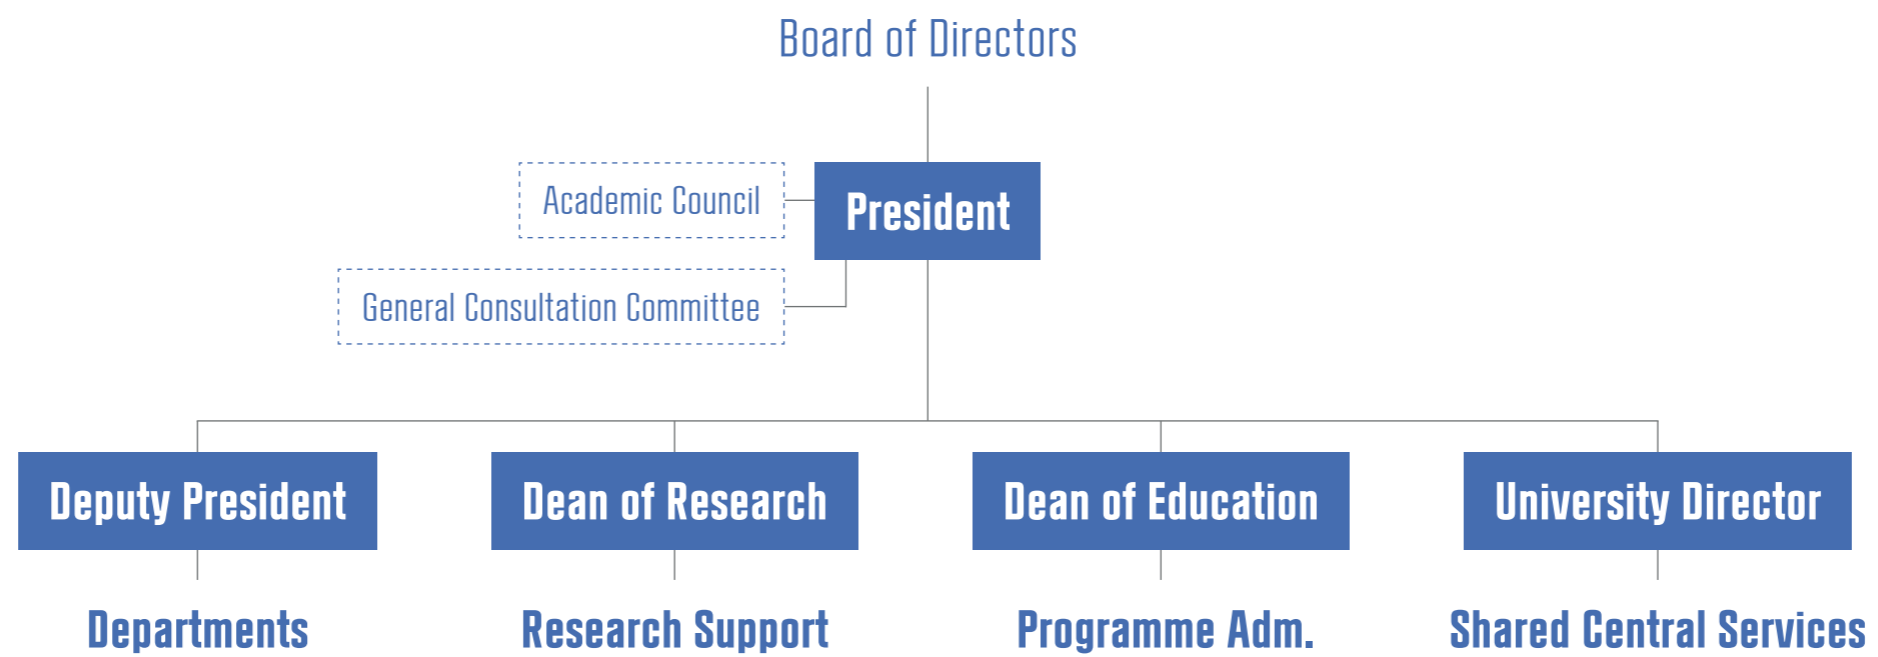 Board of Directors
Academic Council
President
General Consultation Committee
Deputy President
Dean of Research
Dean of Education
University Director
Departments
Research Support
Programme Adm.
Shared Central Services